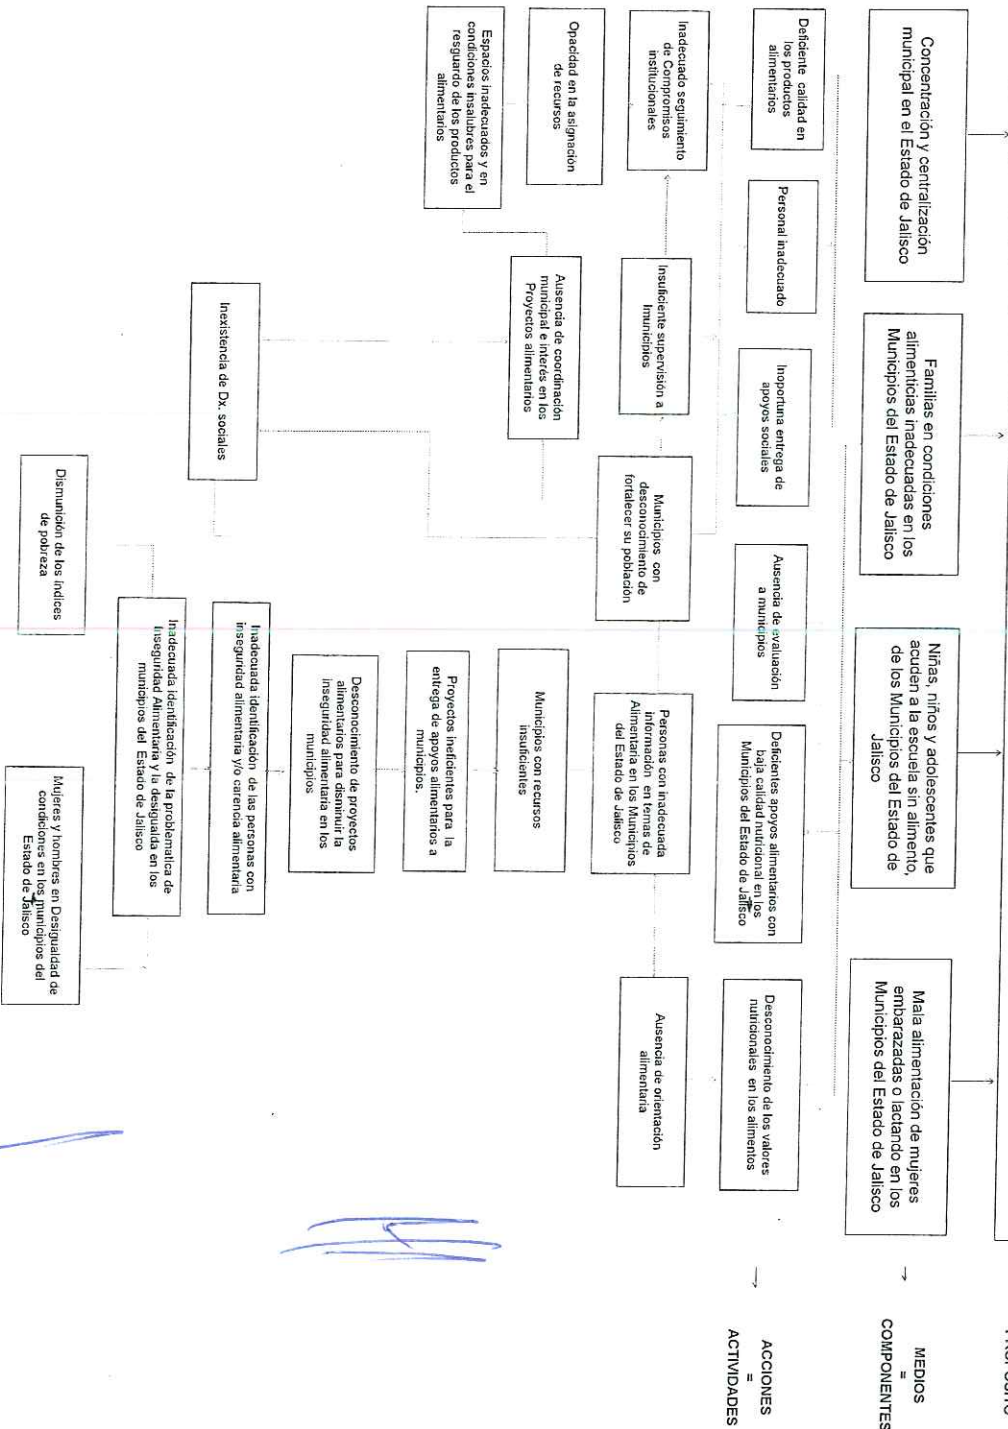 PROPOSITO
Concentración y centralización
municipal en el Estado de Jalisco
Familias en condiciones
alimenticias inadecuadas en los
Municipios del Estado de Jalisco
Niñas, niños y adolescentes que
acuden a la escuela sin alimento,
de los Municipios del Estado de
Jalisco
Mala alimentación de mujeres
embarazadas o lactando en los
Municipios del Estado de Jalisco
MEDIOS
=
COMPONENTES
Deficiente calidad en
los productos
alimentarios
Personal inadecuado
Inoportuna entrega de
apoyos sociales
Ausencia de evaluación
a municipios
Deficientes apoyos alimentarios con
baja calidad nutricional en los
Municipios del Estado de Jalisco
Desconocimiento de los valores
nutricionales en los alimentos
ACCIONES
=
ACTIVIDADES
Inadecuado seguimiento
de Compromisos
institucionales
Insuficiente supervisión a
lmunicipios
Municipios con
desconocimiento de
fortalecer su población
Personas con inadecuada
información en temas de
Alimentaria en los Municipios
del Estado de Jalisco
Ausencia de orientación
alimentaria
Opacidad en la asignación
de recursos
Ausencia de coordinación
municipal e interés en los
Proyectos alimentarios
Municipios con recursos
insuficientes
Espacios inadecuados y en
condiciones insalubres para el
resguardo de los productos
alimentarios
Proyectos ineficientes para la
entrega de apoyos alimentarios a
municipios.
Desconocimiento de proyectos
alimentarios para disminuir la
inseguridad alimentaria en los
municipios
Inexistencia de Dx. sociales
Inadecuada identificación de las personas con
inseguridad alimentaria y/o carencia alimentaria
Inadecuada identificación de la problematica de
Inseguridad Alimentaria y la desigualda en los
municipios del Estado de Jalisco
Dismunición de los índices
de pobreza
Mujeres y hombres en Desigualdad de
condiciones en los municipios del
Estado de Jalisco